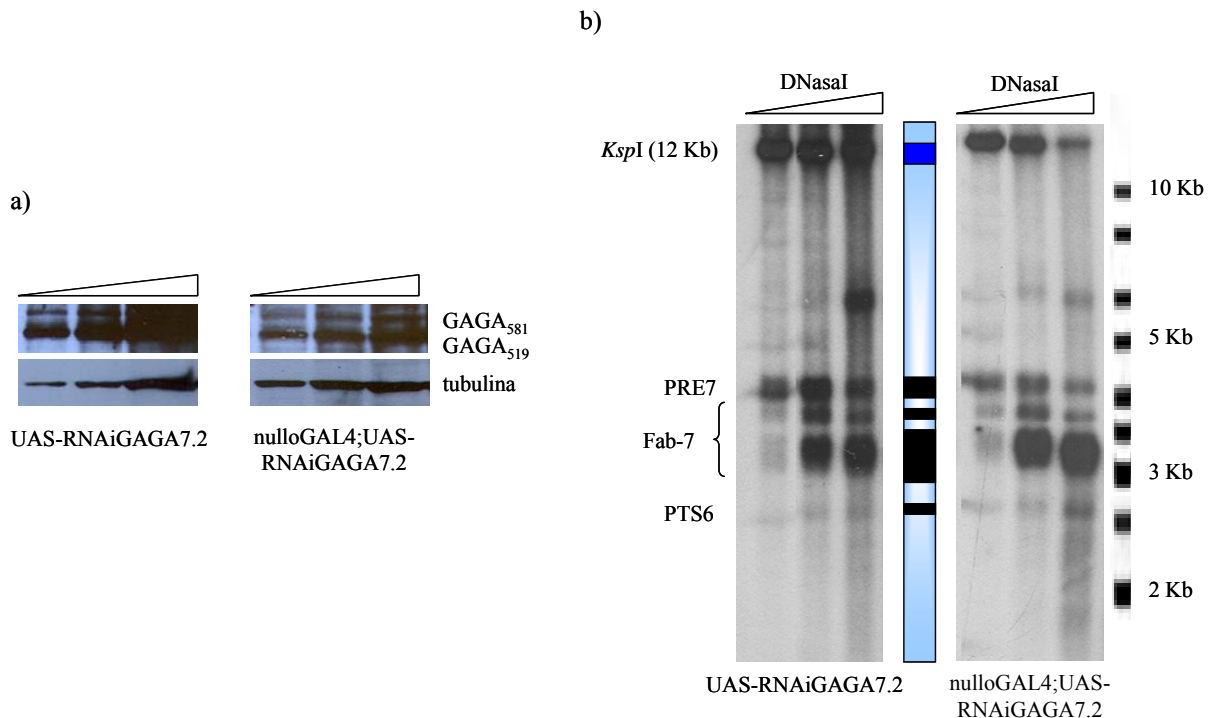 a)
GAGA581
GAGA519
tubulina
UAS-RNAiGAGA7.2
nulloGAL4;UAS-
RNAiGAGA7.2
b)
DNasaI
DNasaI
KspI (12 Kb)
PRE7
Fab-7
PTS6
10 Kb
5 Kb
3 Kb
2 Kb
UAS-RNAiGAGA7.2
nulloGAL4;UAS-
RNAiGAGA7.2